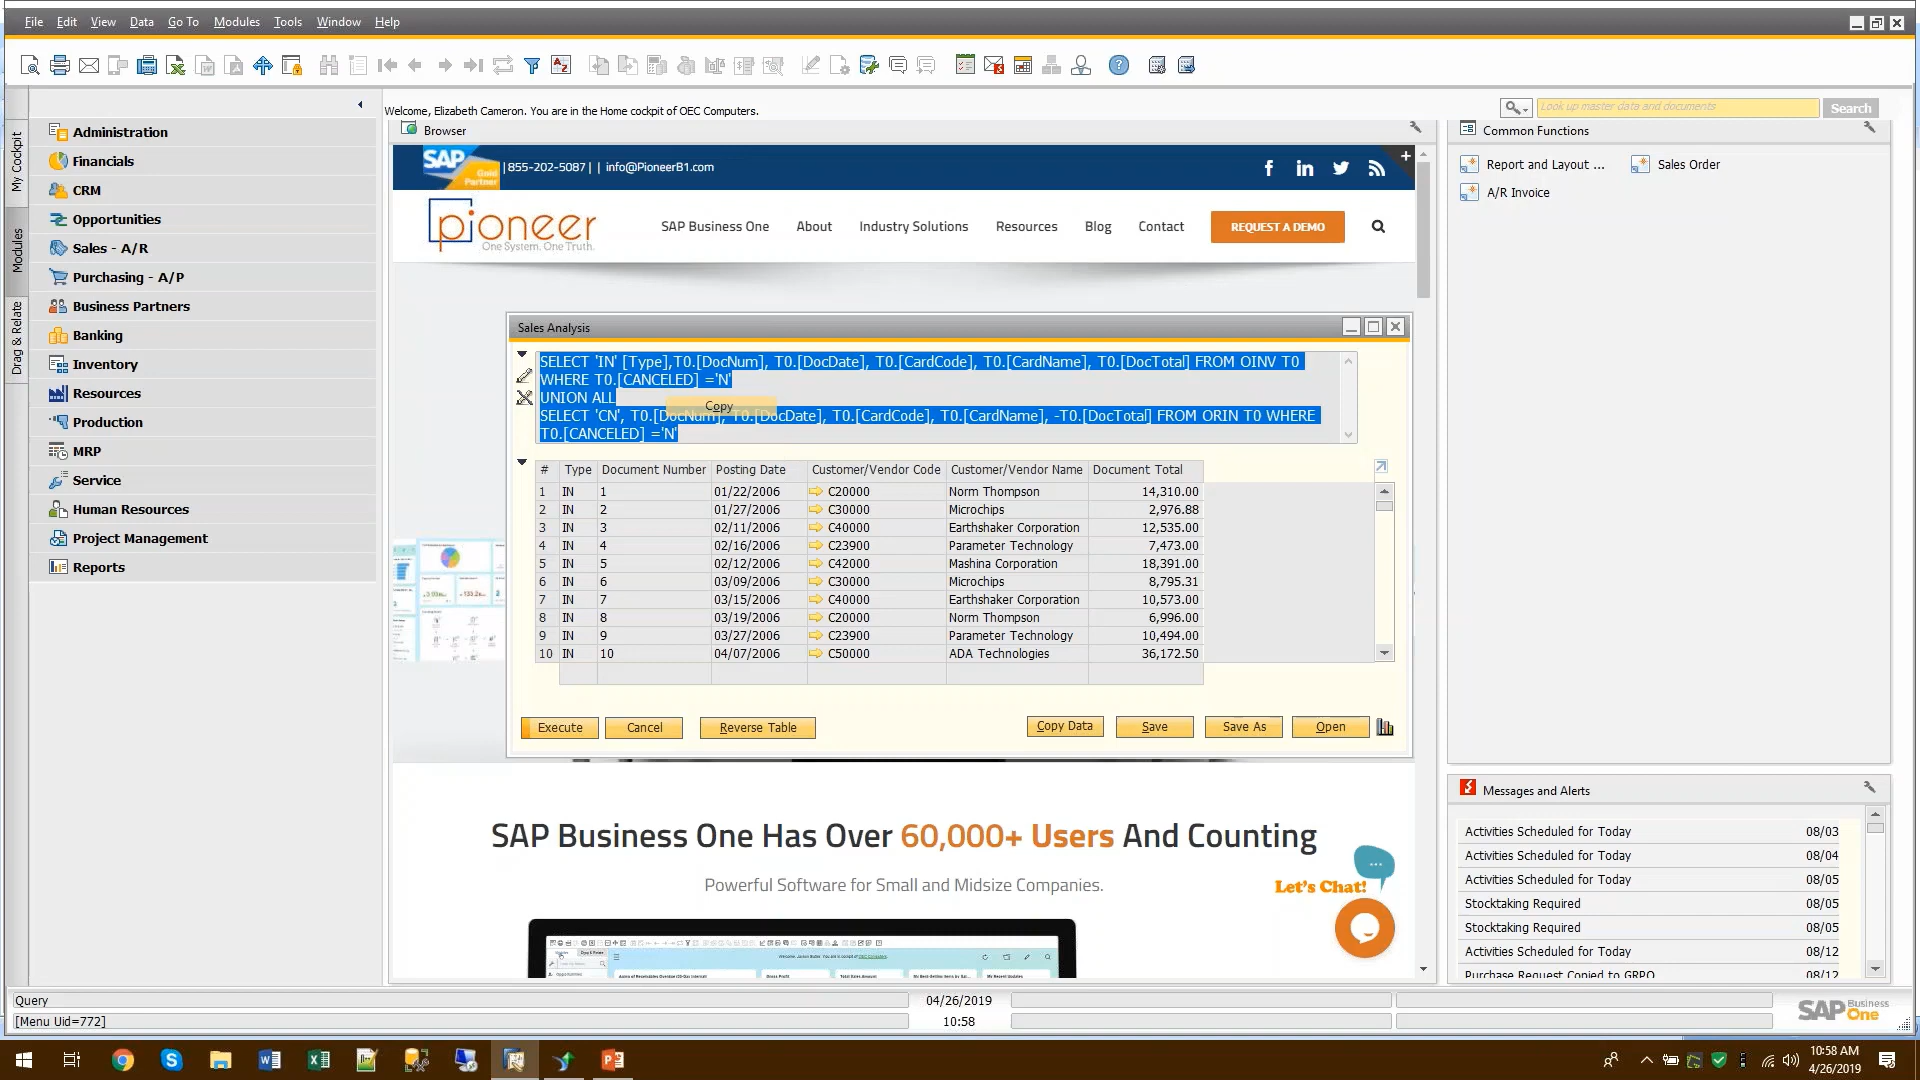 File Edit View Data Go To Modules Tools Window Help
Welcome, Elizabeth Cameron. You are in the Home cockpit of OEC Computers.
Look up master data and documents
Search
My Cockpit
Modules
Drag & Relate
Administration
Financials
CRM
Opportunities
Sales - A/R
Purchasing - A/P
Business Partners
Banking
Inventory
Resources
Production
MRP
Service
Human Resources
Project Management
Reports
Browser
SAP Gold Partner | 855-202-5087 | | info@PioneerB1.com
pioneer
One System. One Truth.
SAP Business One About Industry Solutions Resources Blog Contact REQUEST A DEMO
Sales Analysis
SELECT 'IN' [Type],T0.[DocNum], T0.[DocDate], T0.[CardCode], T0.[CardName], T0.[DocTotal] FROM OINV T0
WHERE T0.[CANCELED] ='N'
UNION ALL
Copy
SELECT 'CN', T0.[DocNum], T0.[DocDate], T0.[CardCode], T0.[CardName], -T0.[DocTotal] FROM ORIN T0 WHERE
T0.[CANCELED] ='N'
# Type Document Number Posting Date Customer/Vendor Code Customer/Vendor Name Document Total
1 IN 1 01/22/2006 C20000 Norm Thompson 14,310.00
2 IN 2 01/27/2006 C30000 Microchips 2,976.88
3 IN 3 02/11/2006 C40000 Earthshaker Corporation 12,535.00
4 IN 4 02/16/2006 C23900 Parameter Technology 7,473.00
5 IN 5 02/12/2006 C42000 Mashina Corporation 18,391.00
6 IN 6 03/09/2006 C30000 Microchips 8,795.31
7 IN 7 03/15/2006 C40000 Earthshaker Corporation 10,573.00
8 IN 8 03/19/2006 C20000 Norm Thompson 6,996.00
9 IN 9 03/27/2006 C23900 Parameter Technology 10,494.00
10 IN 10 04/07/2006 C50000 ADA Technologies 36,172.50
Execute Cancel Reverse Table Copy Data Save Save As Open
SAP Business One Has Over 60,000+ Users And Counting
Powerful Software for Small and Midsize Companies.
Let's Chat!
Common Functions
Report and Layout ... Sales Order
A/R Invoice
Messages and Alerts
Activities Scheduled for Today 08/03
Activities Scheduled for Today 08/04
Activities Scheduled for Today 08/05
Stocktaking Required 08/05
Stocktaking Required 08/05
Activities Scheduled for Today 08/12
Purchase Request Copied to GRPO 08/12
Query 04/26/2019
[Menu Uid=772] 10:58
SAP Business One
10:58 AM
4/26/2019